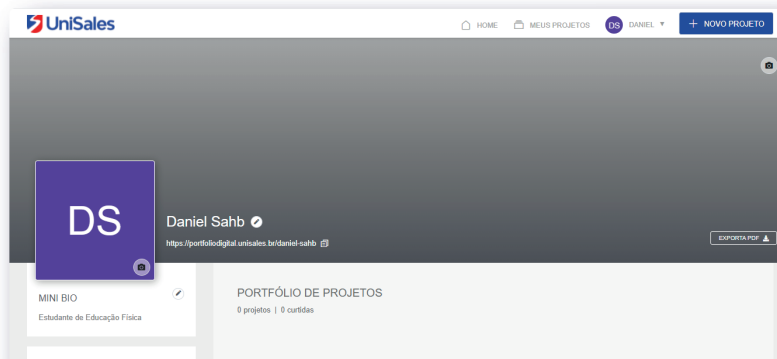 UniSales
HOME MEUS PROJETOS DS DANIEL ▼ + NOVO PROJETO
DS
Daniel Sahb
https://portfoliodigital.unisales.br/daniel-sahb
EXPORTA PDF
MINI BIO
Estudante de Educação Física
PORTFÓLIO DE PROJETOS
0 projetos | 0 curtidas